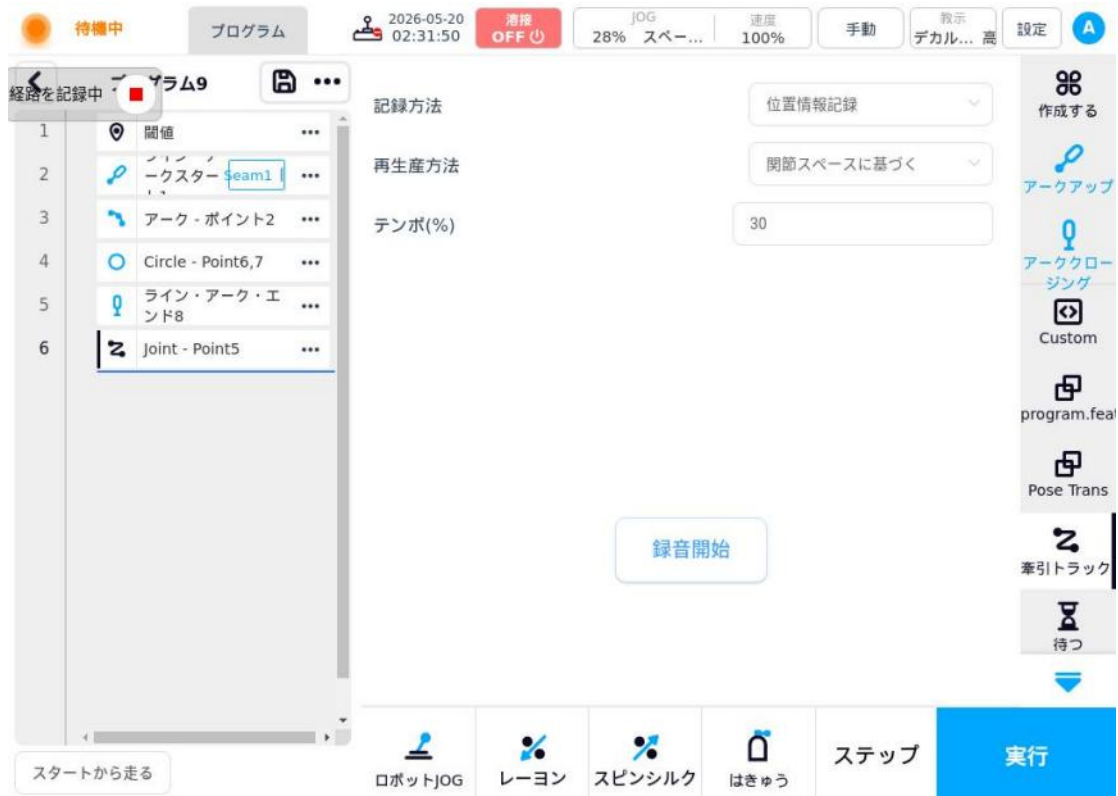 待機中
プログラム
2026-05-20
02:31:50
溶接
OFF
JOG
28% スペー...
速度
100%
手動
教示
デカル... 高
設定
A
経路を記録中
プログラム9
1 閾値
2 ークスター Seam1
3 アーク - ポイント2
4 Circle - Point6,7
5 ライン・アーク・エ
ンド8
6 Joint - Point5
スタートから走る
記録方法
位置情報記録
再生産方法
関節スペースに基づく
テンポ(%)
30
録音開始
作成する
アークアップ
アーククロー
ジング
Custom
program.feat
Pose Trans
牽引トラック
待つ
ロボットJOG
レーヨン
スピンシルク
はきゅう
ステップ
実行